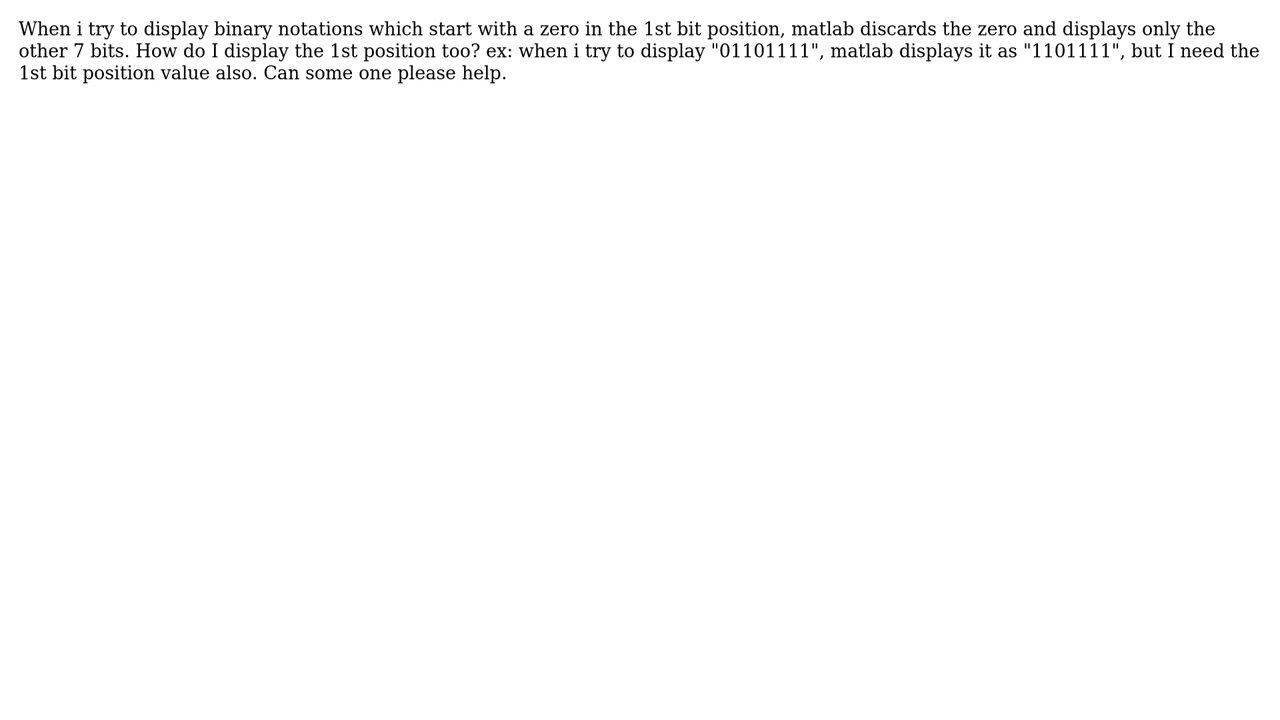 When i try to display binary notations which start with a zero in the 1st bit position, matlab discards the zero and displays only the
other 7 bits. How do I display the 1st position too? ex: when i try to display "01101111", matlab displays it as "1101111", but I need the
1st bit position value also. Can some one please help.